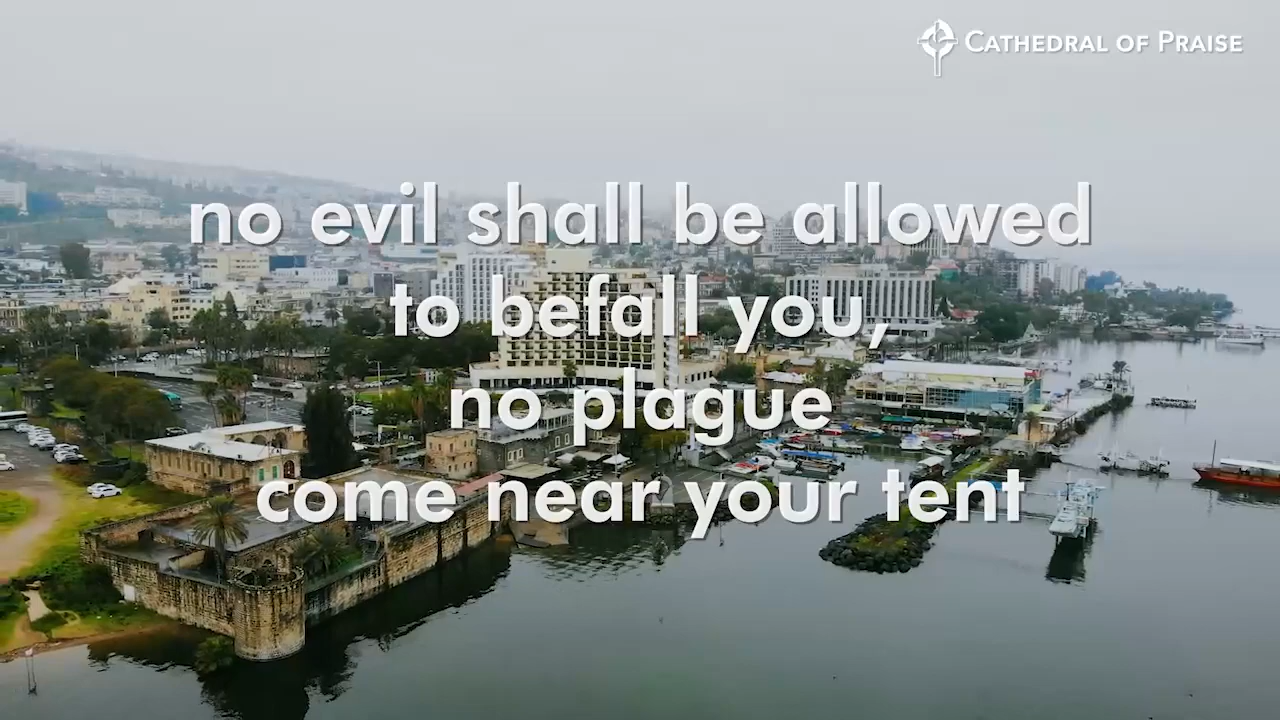 CATHEDRAL OF PRAISE
no evil shall be allowed
to befall you,
no plague
come near your tent